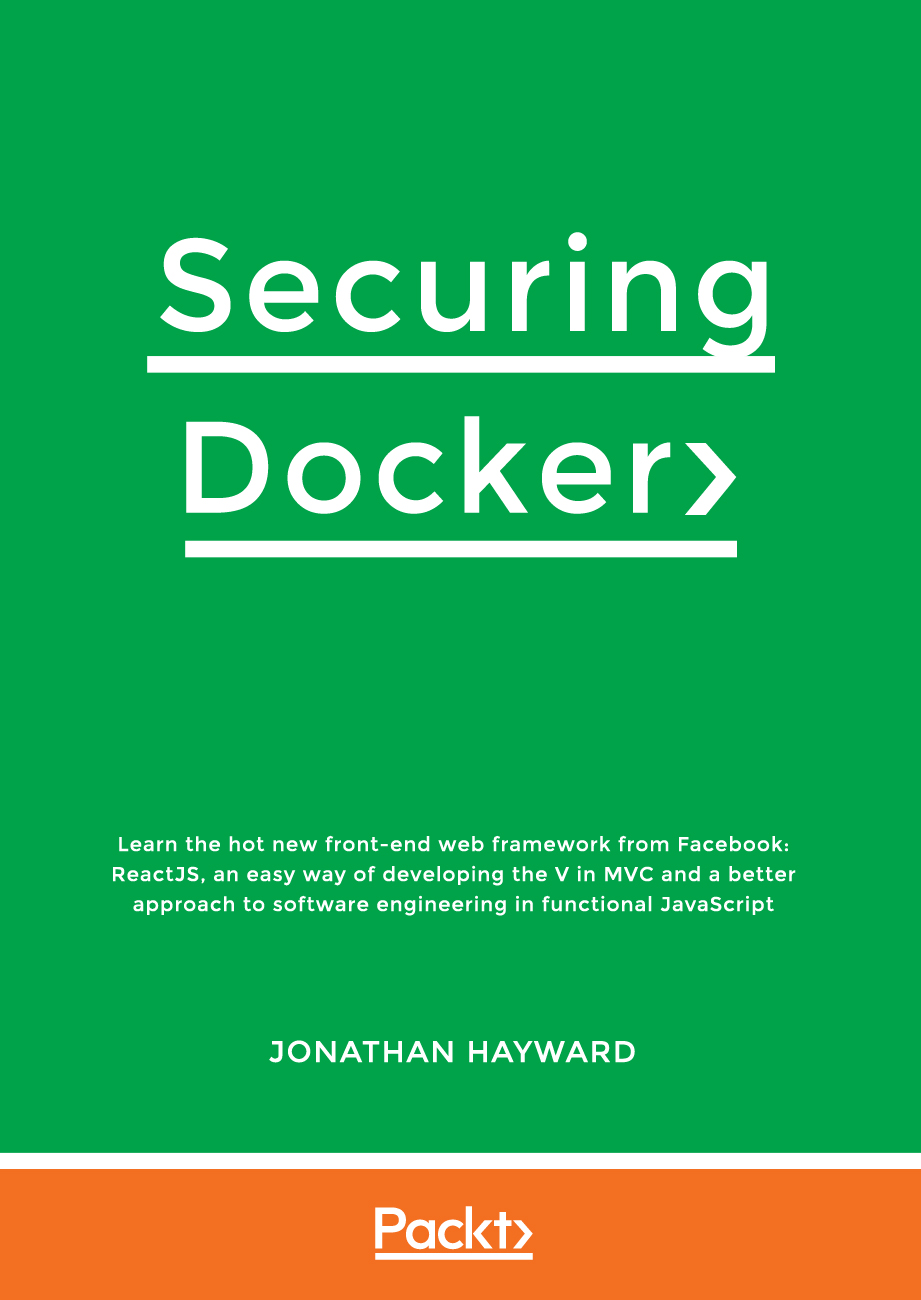 Securing
Docker>
Learn the hot new front-end web framework from Facebook:
ReactJS, an easy way of developing the V in MVC and a better
approach to software engineering in functional JavaScript
JONATHAN HAYWARD
Packt>